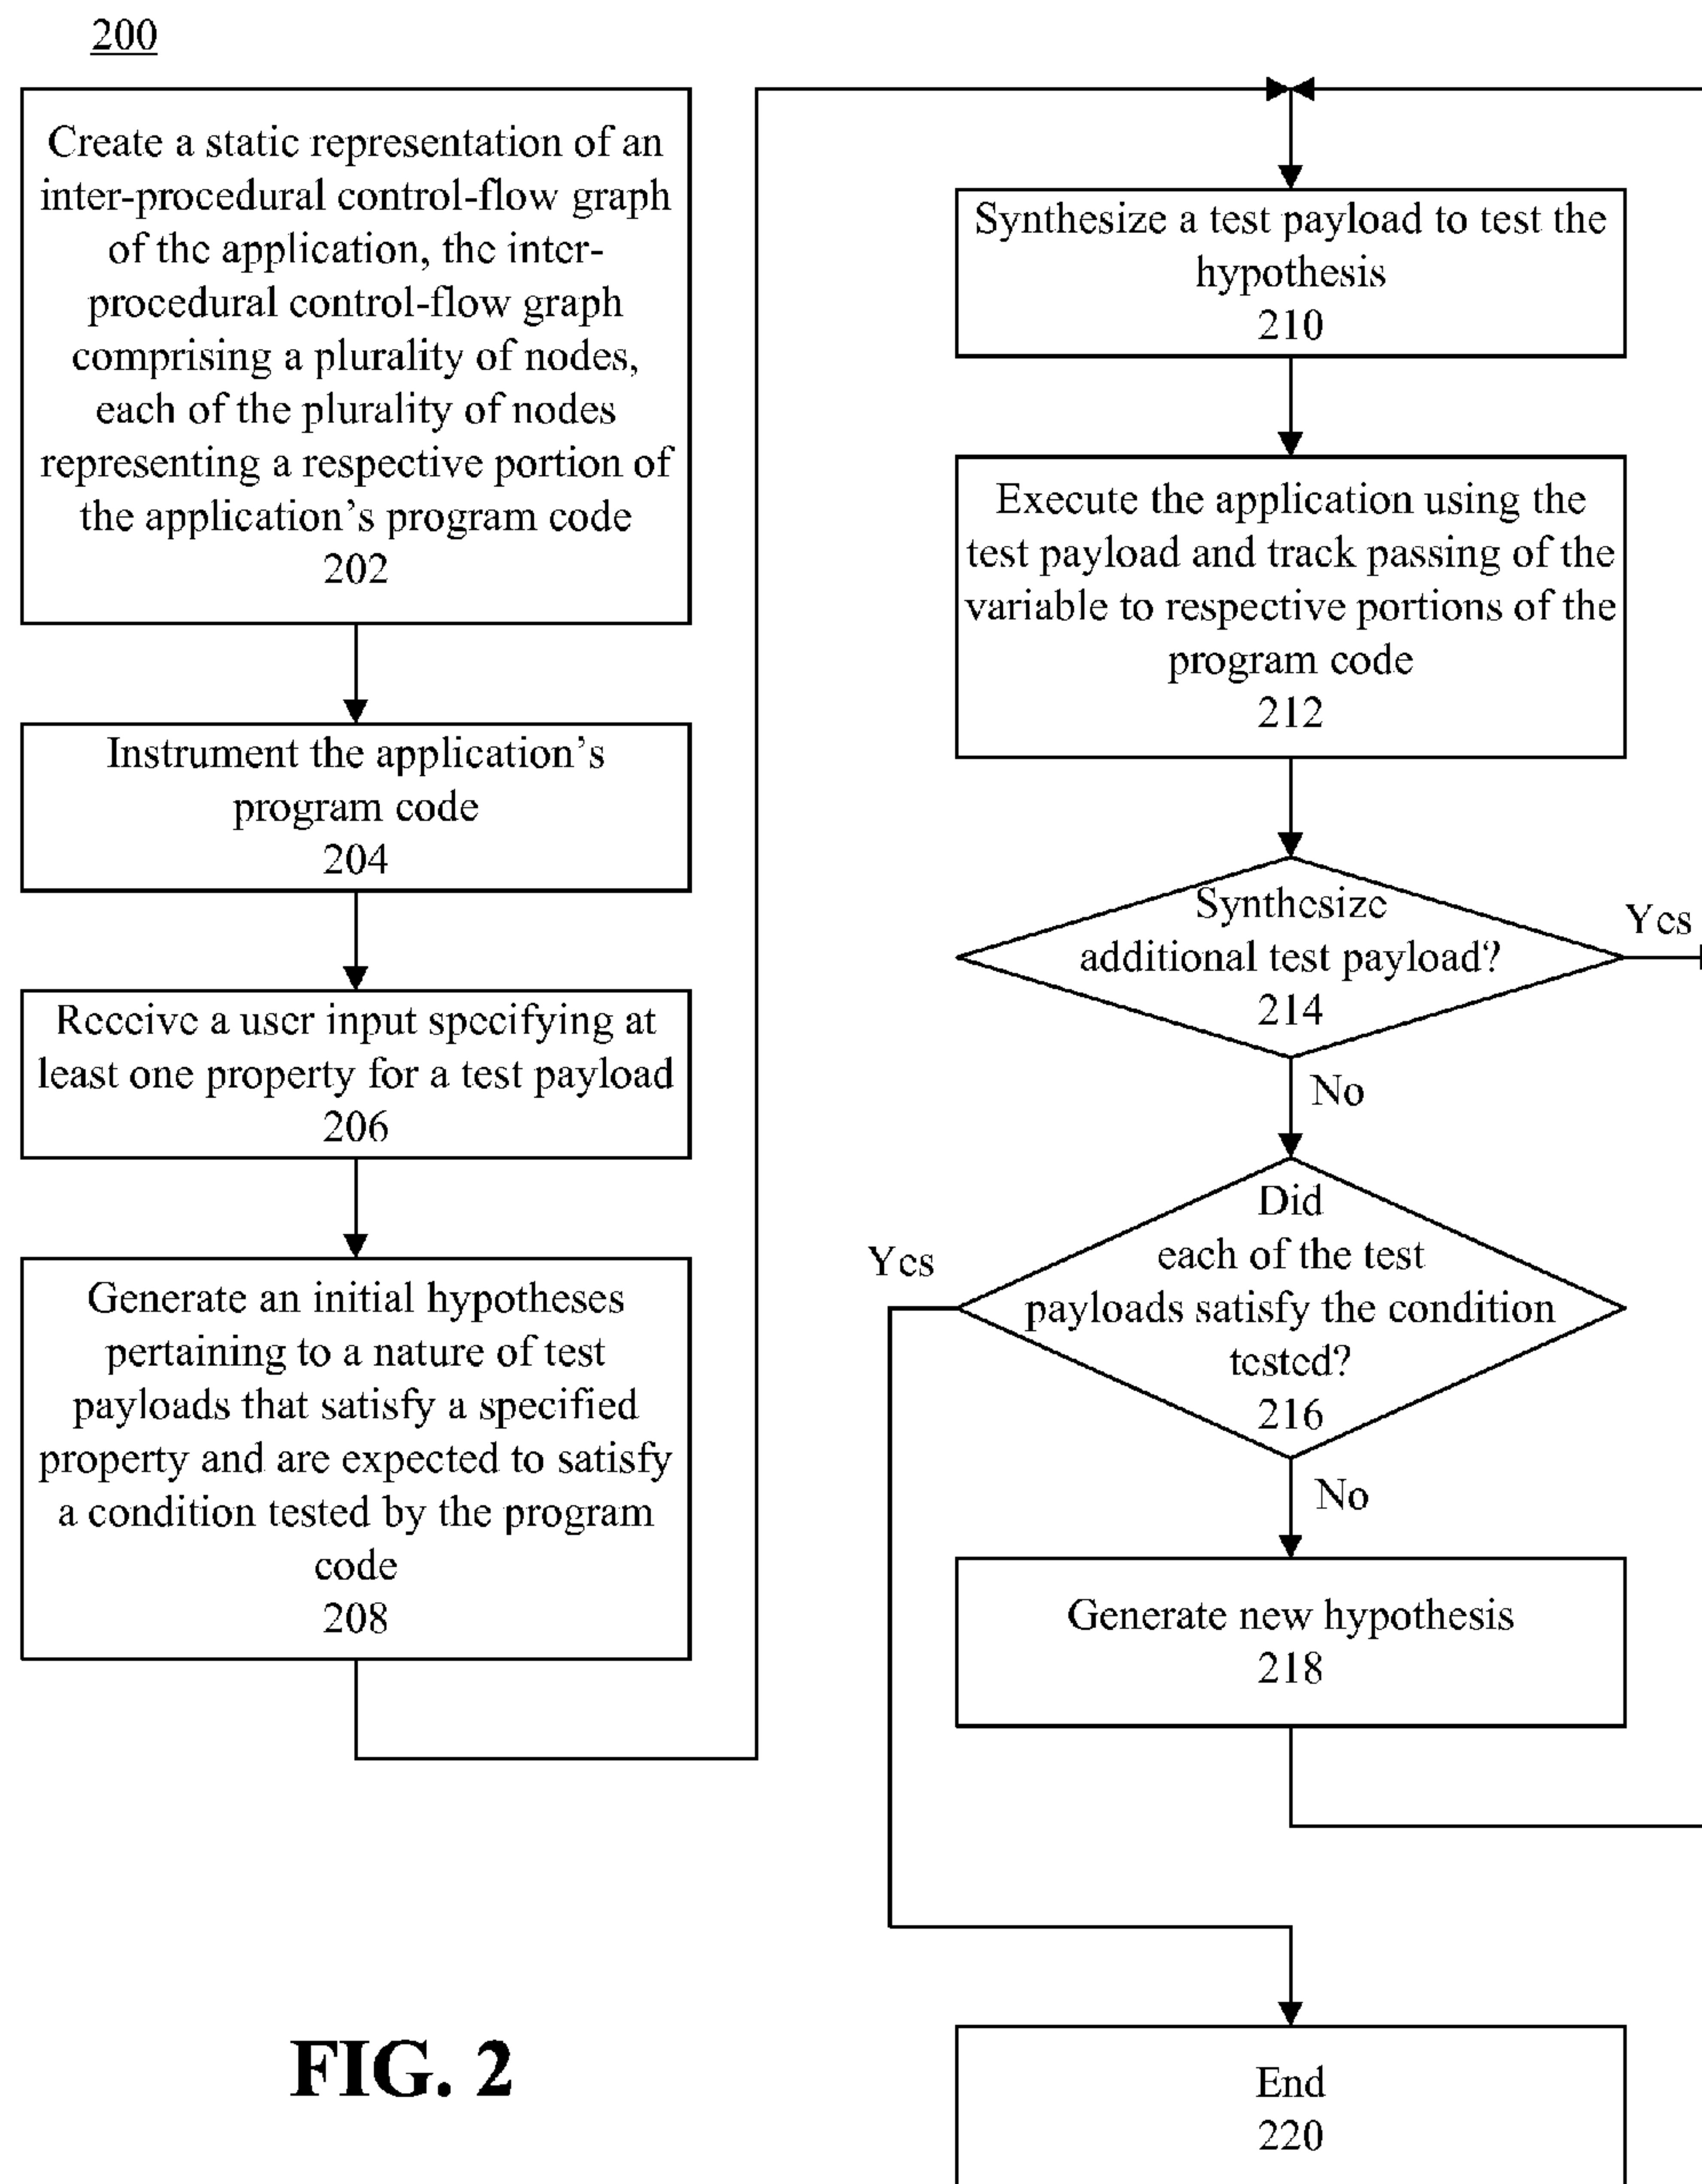 200
Create a static representation of an
inter-procedural control-flow graph
of the application, the inter-
procedural control-flow graph
comprising a plurality of nodes,
each of the plurality of nodes
representing a respective portion of
the application's program code
202
Instrument the application's
program code
204
Receive a user input specifying at
least one property for a test payload
206
Generate an initial hypotheses
pertaining to a nature of test
payloads that satisfy a specified
property and are expected to satisfy
a condition tested by the program
code
208
Synthesize a test payload to test the
hypothesis
210
Execute the application using the
test payload and track passing of the
variable to respective portions of the
program code
212
Synthesize
additional test payload?
214
Yes
No
Did
each of the test
payloads satisfy the condition
tested?
216
Yes
No
Generate new hypothesis
218
End
220
FIG. 2